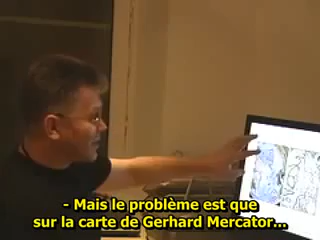 - Mais le problème est que
sur la carte de Gerhard Mercator...